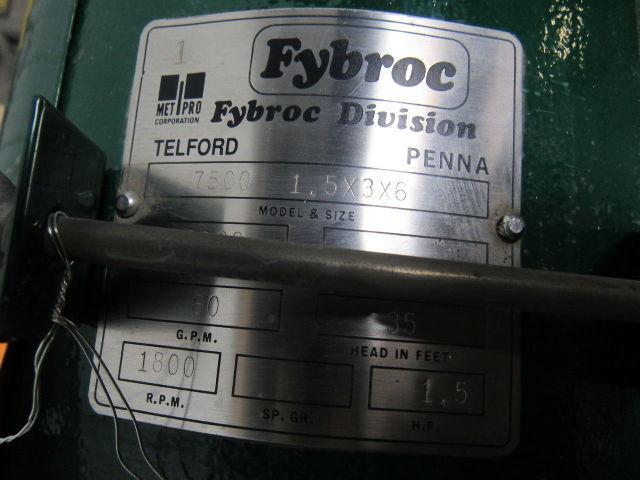 1
Fybroc
MET PRO
CORPORATION
Fybroc Division
TELFORD PENNA
7500 1.5X3X6
MODEL & SIZE
60 35
G.P.M. HEAD IN FEET
1800 1.5
R.P.M. SP. GR. H.P.